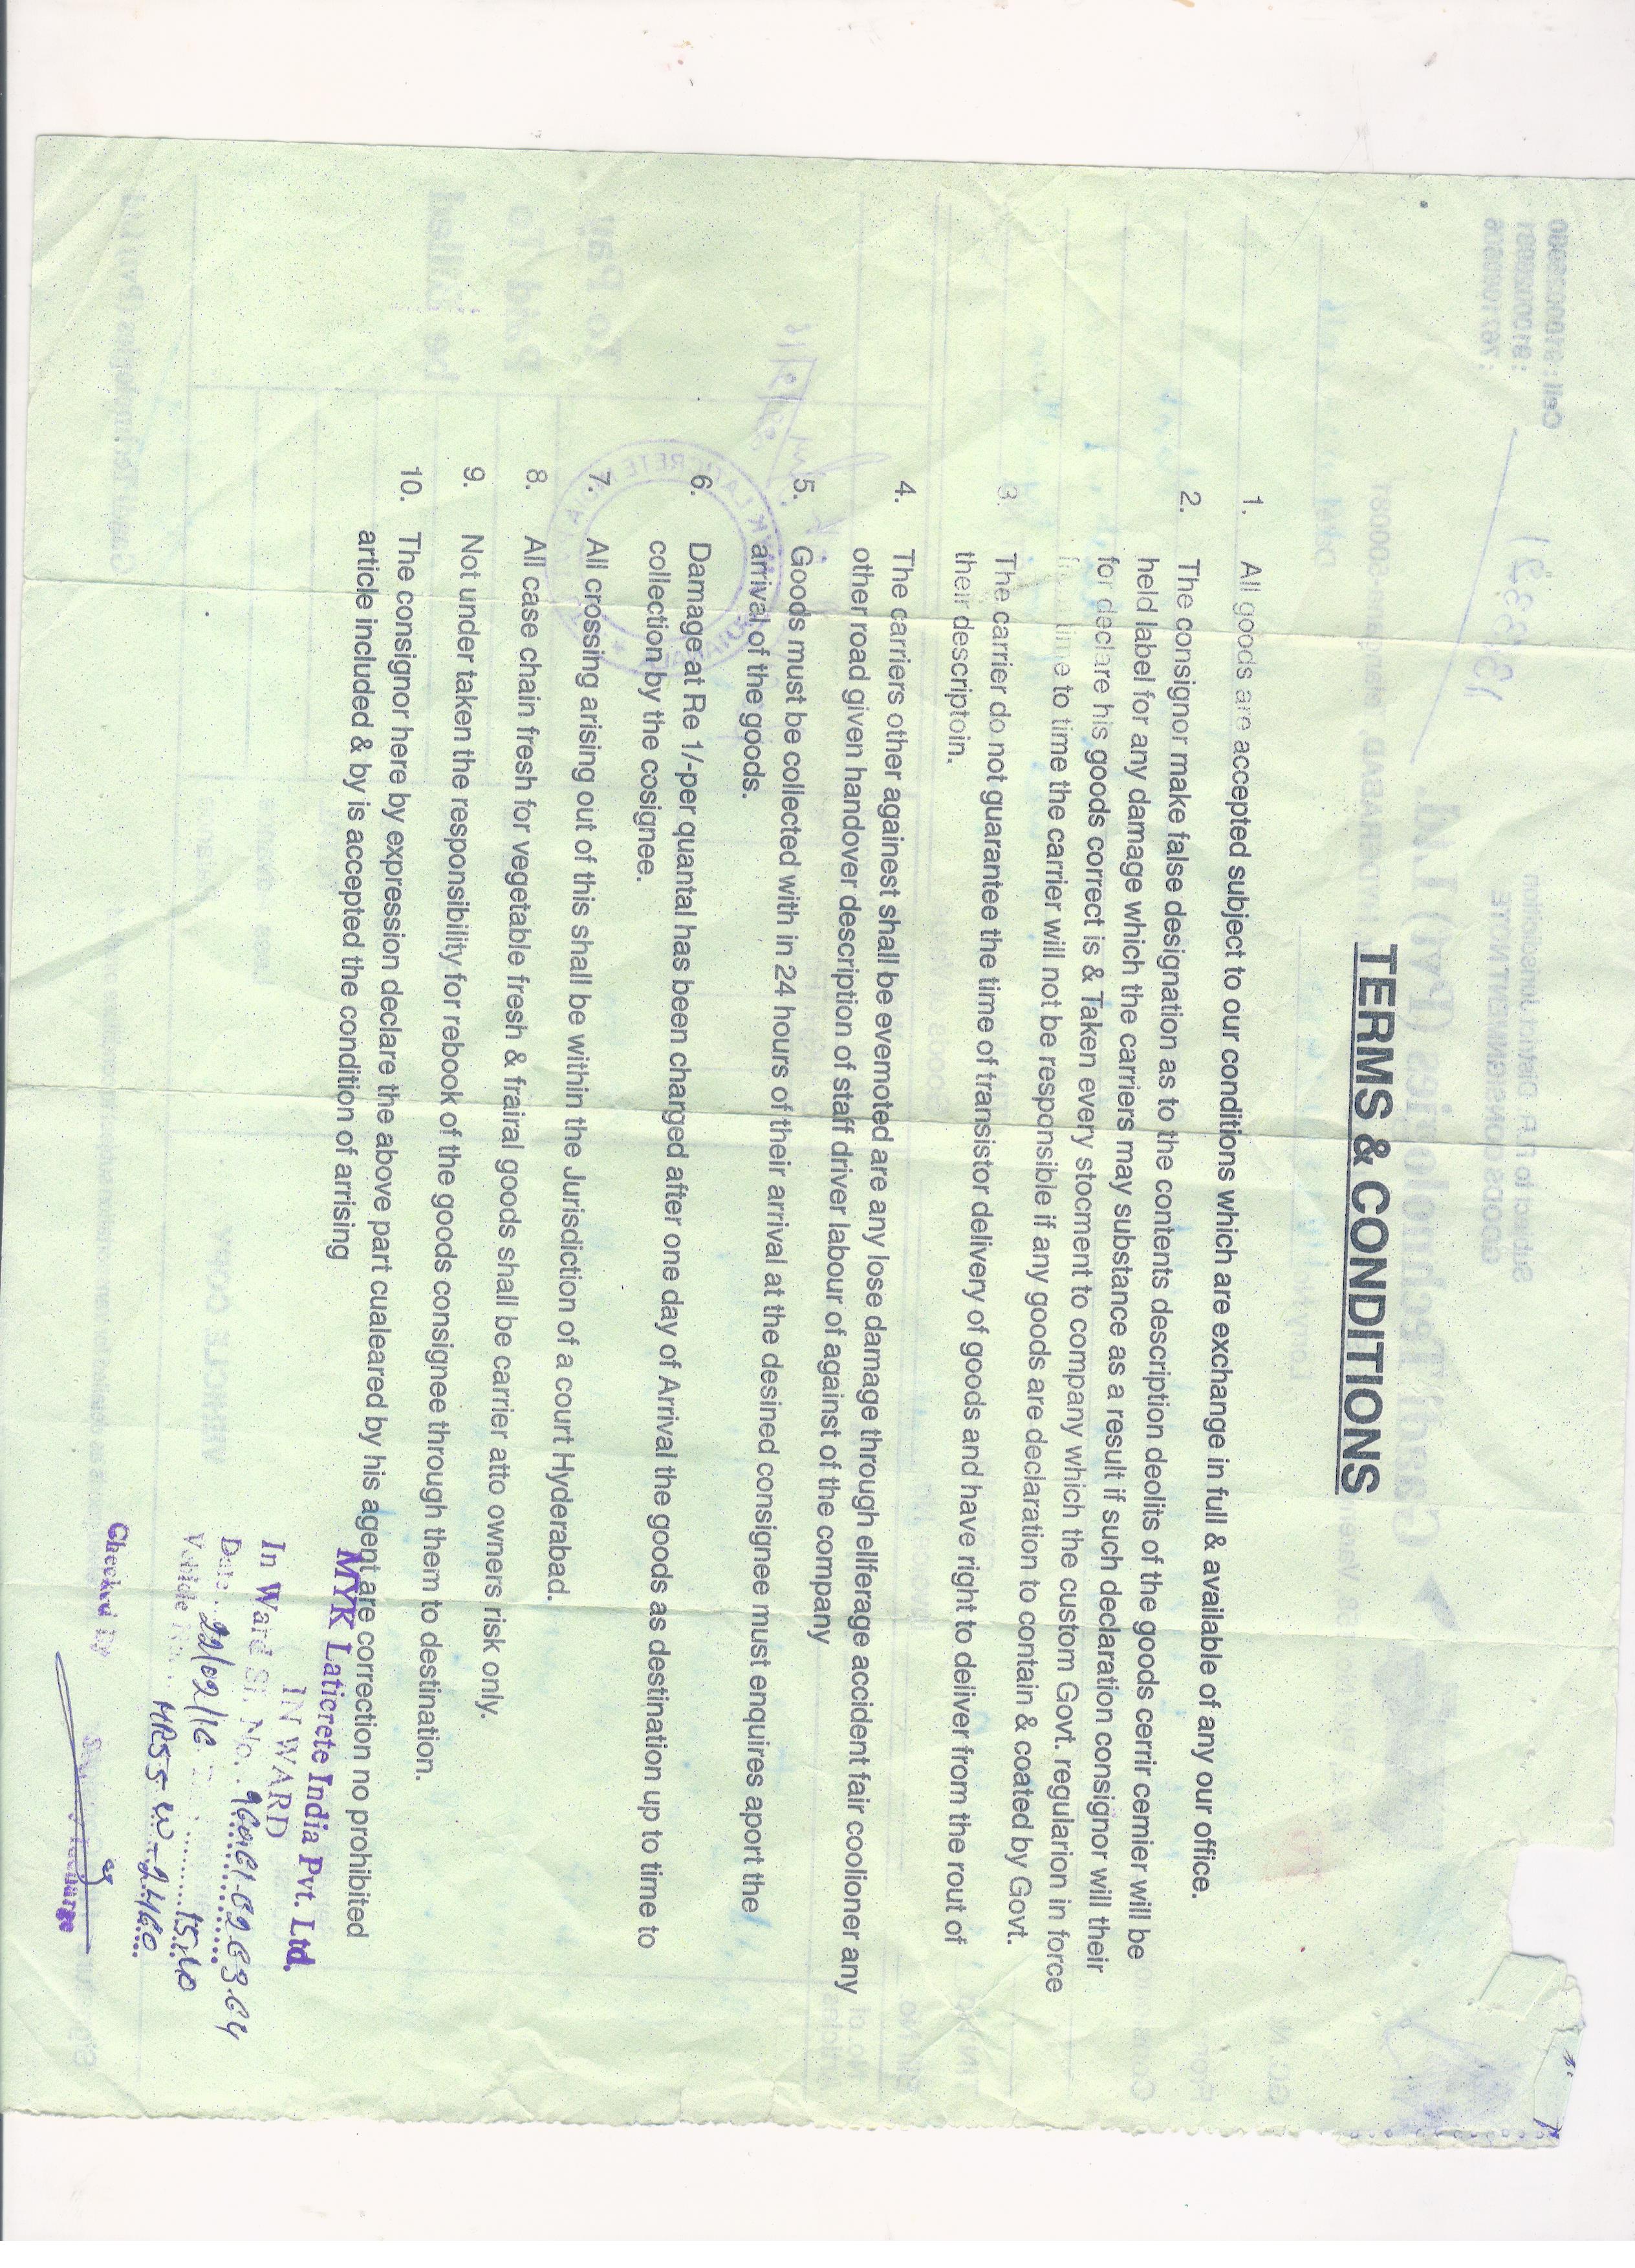 TERMS & CONDITIONS
1. All goods are accepted subject to our conditions which are exchange in full & available of any our office.
2. The consignor make false designation as to the contents description deolits of the goods cerrir cemier will be
held label for any damage which the carriers may substance as a result if such declaration consignor will their
for declare his goods correct is & Taken every stocment to company which the custom Govt. regularion in force
from time to time the carrier will not be responsible if any goods are declaration to contain & coated by Govt.
3. The carrier do not guarantee the time of transistor delivery of goods and have right to deliver from the rout of
their descriptoin.
4. The carriers other againest shall be evemoted are any lose damage through ellferage accident fair coolioner any
other road given handover description of staff driver labour of against of the company
5. Goods must be collected with in 24 hours of their arrival at the desined consignee must enquires aport the
arrival of the goods.
6. Damage at Re 1/-per quantal has been charged after one day of Arrival the goods as destination up to time to
collection by the cosignee.
7. All crossing arising out of this shall be within the Jurisdiction of a court Hyderabad.
8. All case chain fresh for vegetable fresh & frairal goods shall be carrier atto owners risk only.
9. Not under taken the responsibility for rebook of the goods consignee through them to destination.
10. The consignor here by expression declare the above part cualeared by his agent are correction no prohibited
article included & by is accepted the condition of arrising
MYK Laticrete India Pvt. Ltd.
IN WARD
In Ward Sl. No.
Date 22/02/16 15:40
Vehicle No.
Checked By